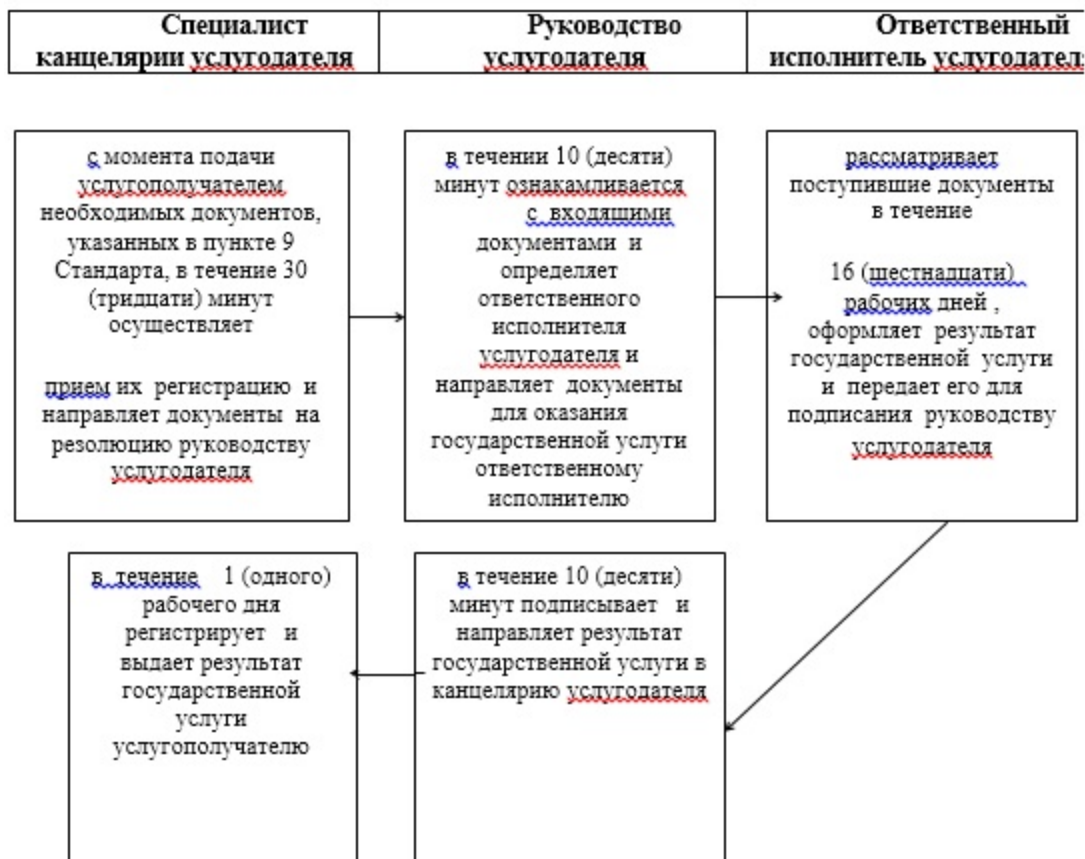 Специалист
канцелярии услугодателя
Руководство
услугодателя
Ответственный
исполнитель услугодател
с момента подачи
услугополучателем
необходимых документов,
указанных в пункте 9
Стандарта, в течение 30
(тридцати) минут
осуществляет
прием их регистрацию и
направляет документы на
резолюцию руководству
услугодателя
в течении 10 (десяти)
минут ознакамливается
с входящими
документами и
определяет
ответственного
исполнителя
услугодателя и
направляет документы
для оказания
государственной услуги
ответственному
исполнителю
рассматривает
поступившие документы
в течение
16 (шестнадцати)
рабочих дней ,
оформляет результат
государственной услуги
и передает его для
подписания руководству
услугодателя
в течение 1 (одного)
рабочего дня
регистрирует и
выдает результат
государственной
услуги
услугополучателю
в течение 10 (десяти)
минут подписывает и
направляет результат
государственной услуги в
канцелярию услугодателя